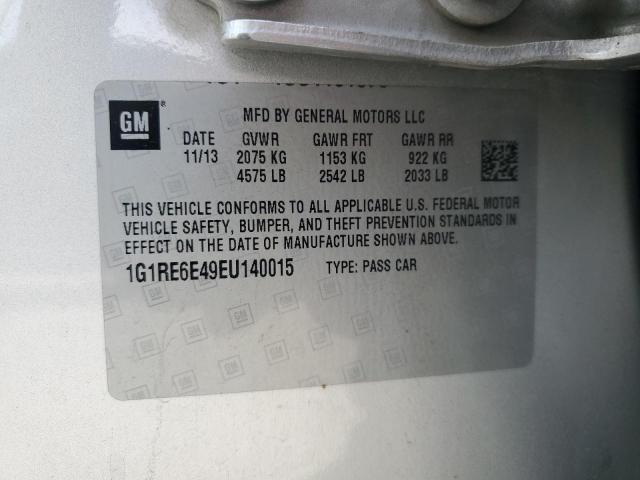 GM
MFD BY GENERAL MOTORS LLC
DATE GVWR GAWR FRT GAWR RR
11/13 2075 KG 1153 KG 922 KG
4575 LB 2542 LB 2033 LB
THIS VEHICLE CONFORMS TO ALL APPLICABLE U.S. FEDERAL MOTOR
VEHICLE SAFETY, BUMPER, AND THEFT PREVENTION STANDARDS IN
EFFECT ON THE DATE OF MANUFACTURE SHOWN ABOVE.
1G1RE6E49EU140015 TYPE: PASS CAR